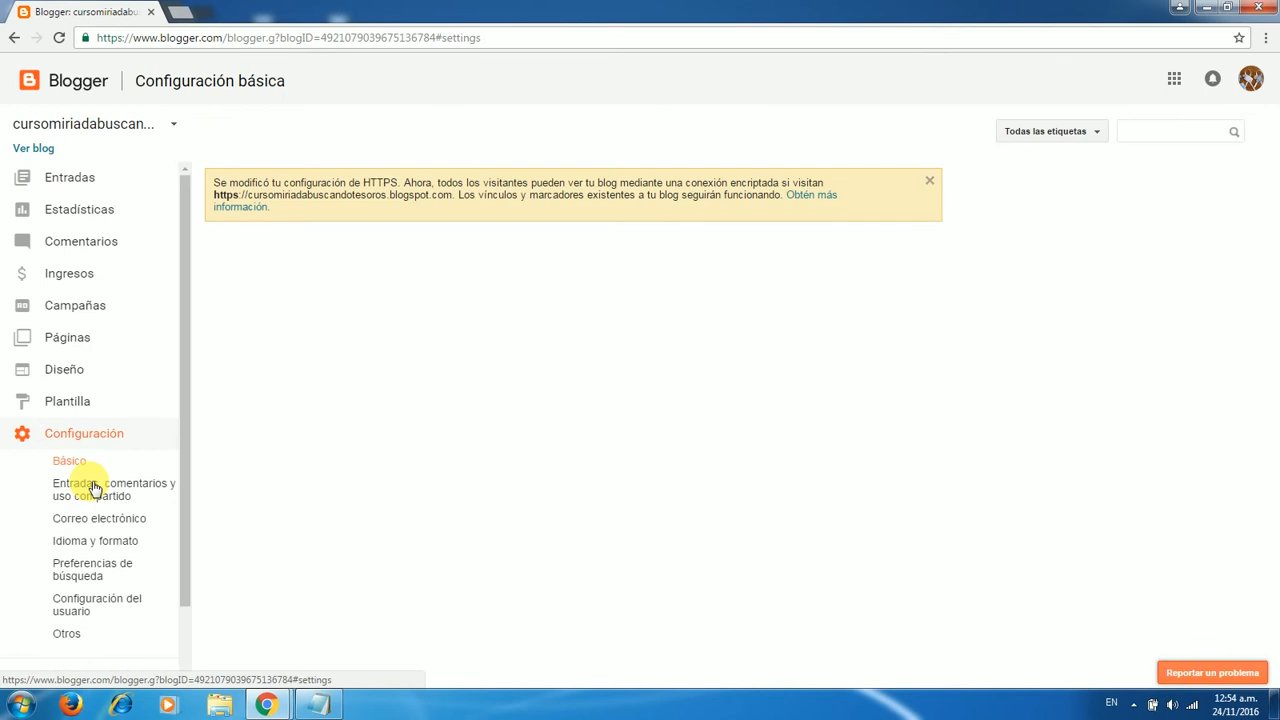 Blogger: cursomiriadabu
https://www.blogger.com/blogger.g?blogID=4921079039675136784#settings
Blogger
Configuración básica
cursomiriadabuscan...
Ver blog
Todas las etiquetas
Se modificó tu configuración de HTTPS. Ahora, todos los visitantes pueden ver tu blog mediante una conexión encriptada si visitan
https://cursomiriadabuscandotesoros.blogspot.com. Los vínculos y marcadores existentes a tu blog seguirán funcionando. Obtén más
información.
Entradas
Estadísticas
Comentarios
Ingresos
Campañas
Páginas
Diseño
Plantilla
Configuración
Básico
Entradas, comentarios y
uso compartido
Correo electrónico
Idioma y formato
Preferencias de
búsqueda
Configuración del
usuario
Otros
https://www.blogger.com/blogger.g?blogID=4921079039675136784#settings
Reportar un problema
EN
12:54 a.m.
24/11/2016